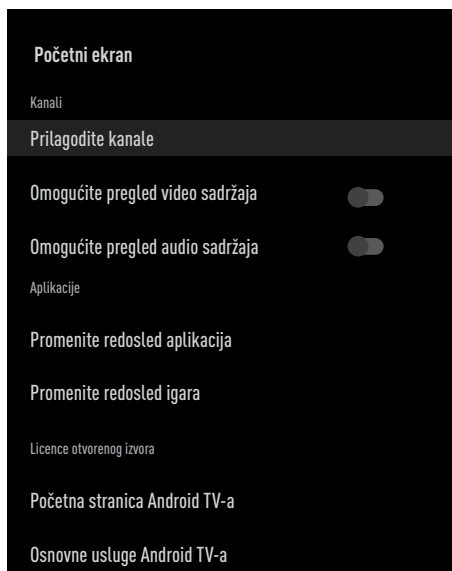 Početni ekran
Kanali
Prilagodite kanale
Omogućite pregled video sadržaja
Omogućite pregled audio sadržaja
Aplikacije
Promenite redosled aplikacija
Promenite redosled igara
Licence otvorenog izvora
Početna stranica Android TV-a
Osnovne usluge Android TV-a